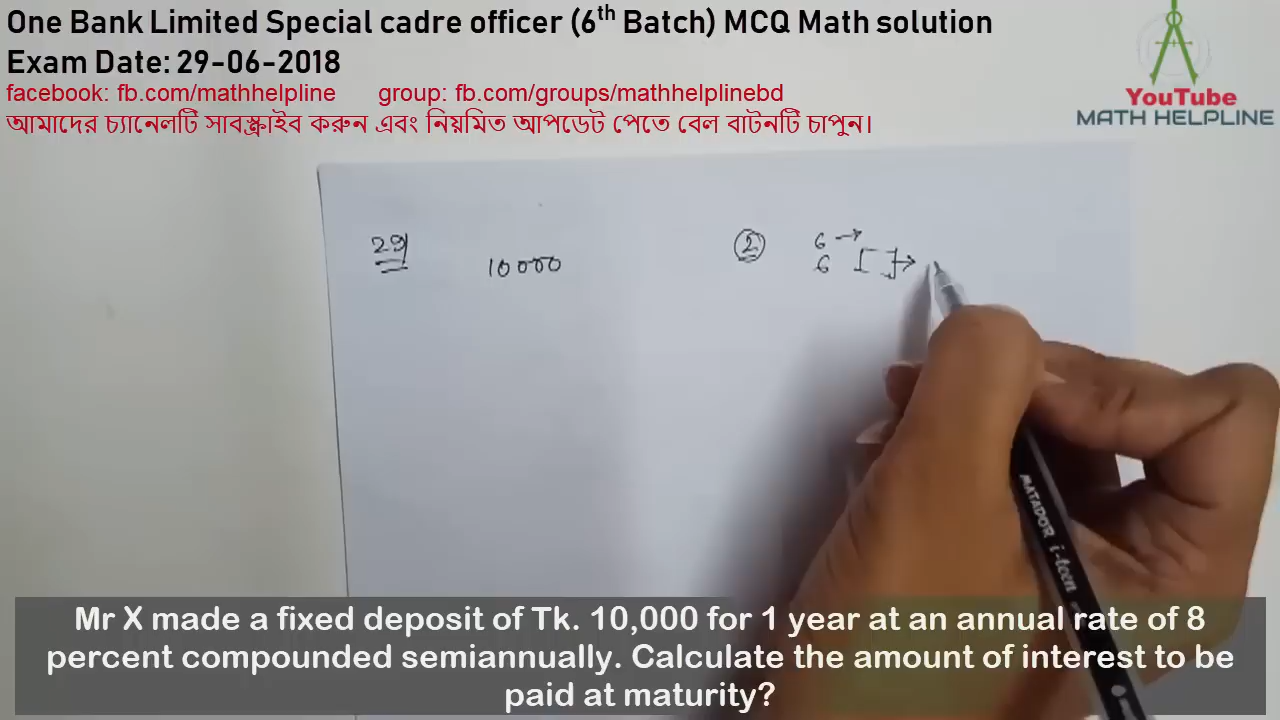 One Bank Limited Special cadre officer (6th Batch) MCQ Math solution
Exam Date: 29-06-2018
facebook: fb.com/mathhelpline group: fb.com/groups/mathhelplinebd
আমাদের চ্যানেলটি সাবস্ক্রাইব করুন এবং নিয়মিত আপডেট পেতে বেল বাটনটি চাপুন।
YouTube
MATH HELPLINE
29
10000
2
6 →
6
MATADOR i-teen
Mr X made a fixed deposit of Tk. 10,000 for 1 year at an annual rate of 8
percent compounded semiannually. Calculate the amount of interest to be
paid at maturity?